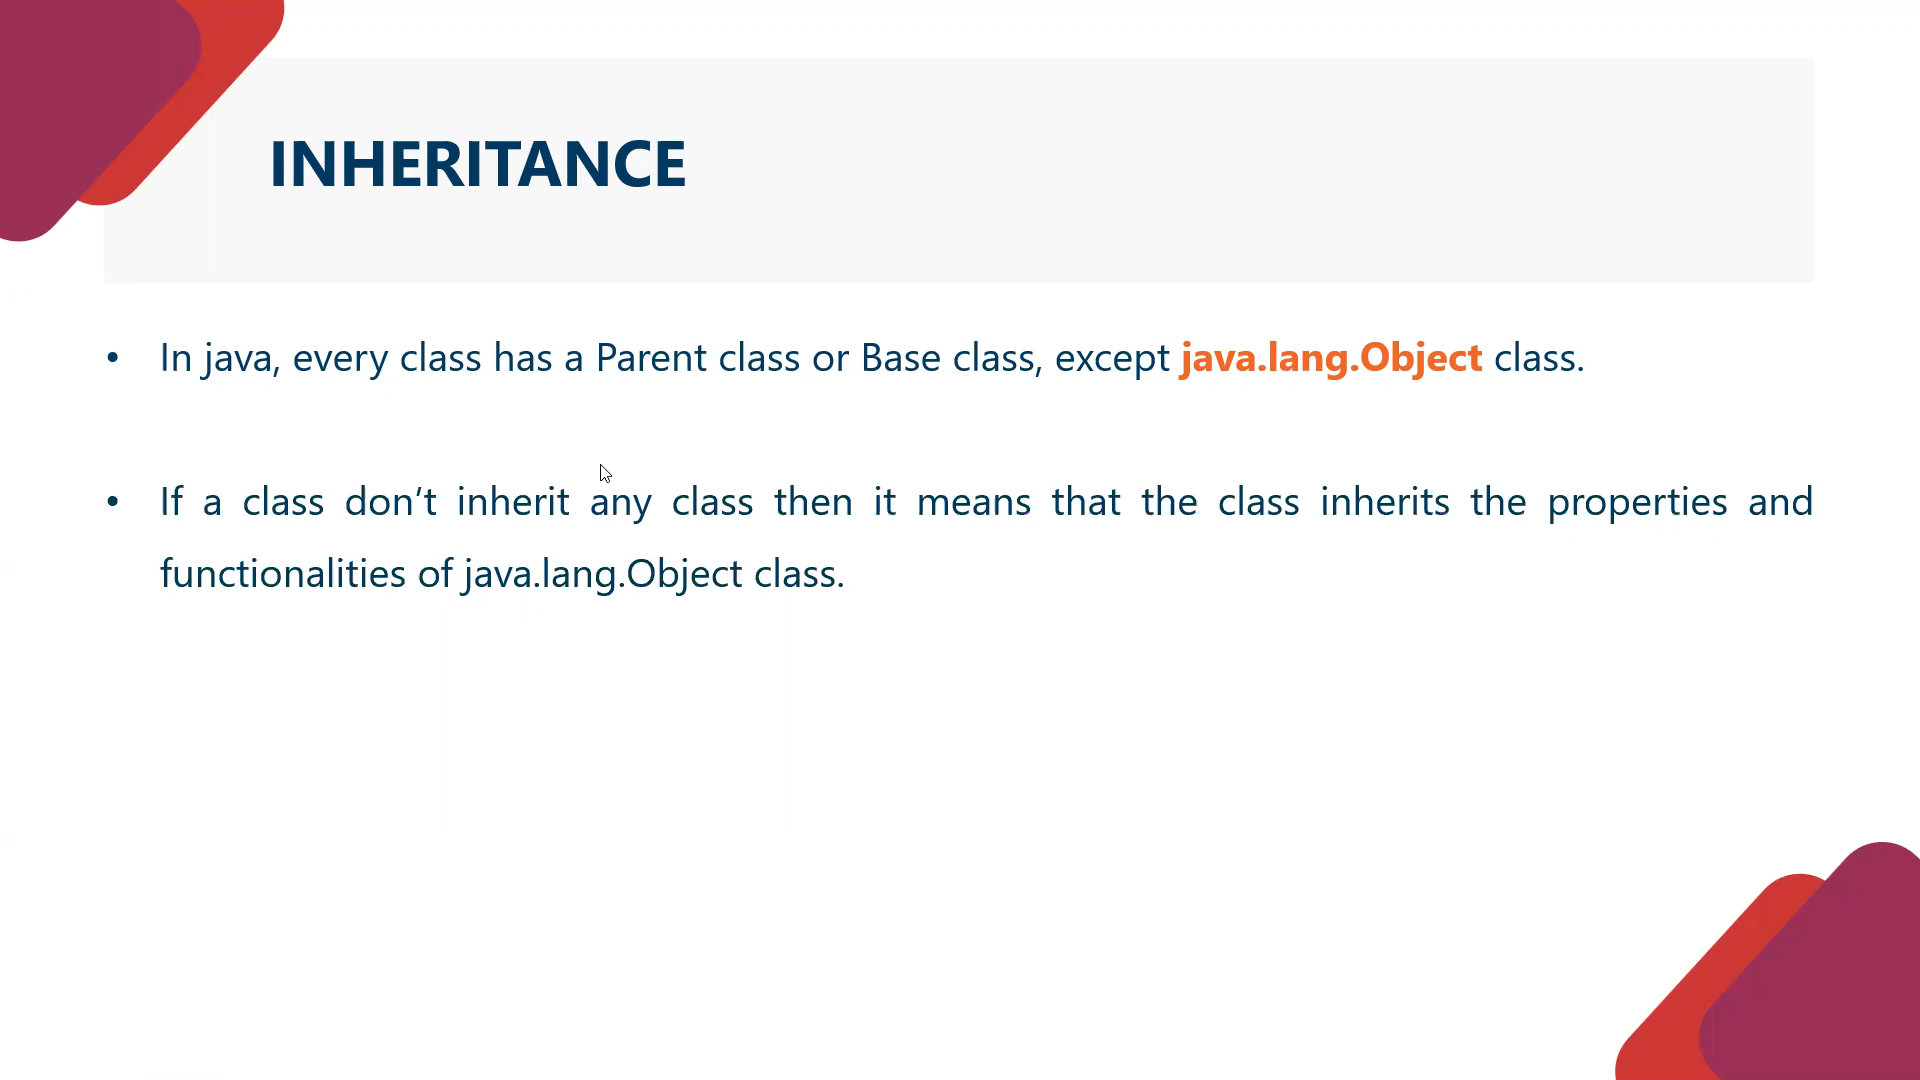 INHERITANCE
• In java, every class has a Parent class or Base class, except java.lang.Object class.
• If a class don’t inherit any class then it means that the class inherits the properties and
functionalities of java.lang.Object class.